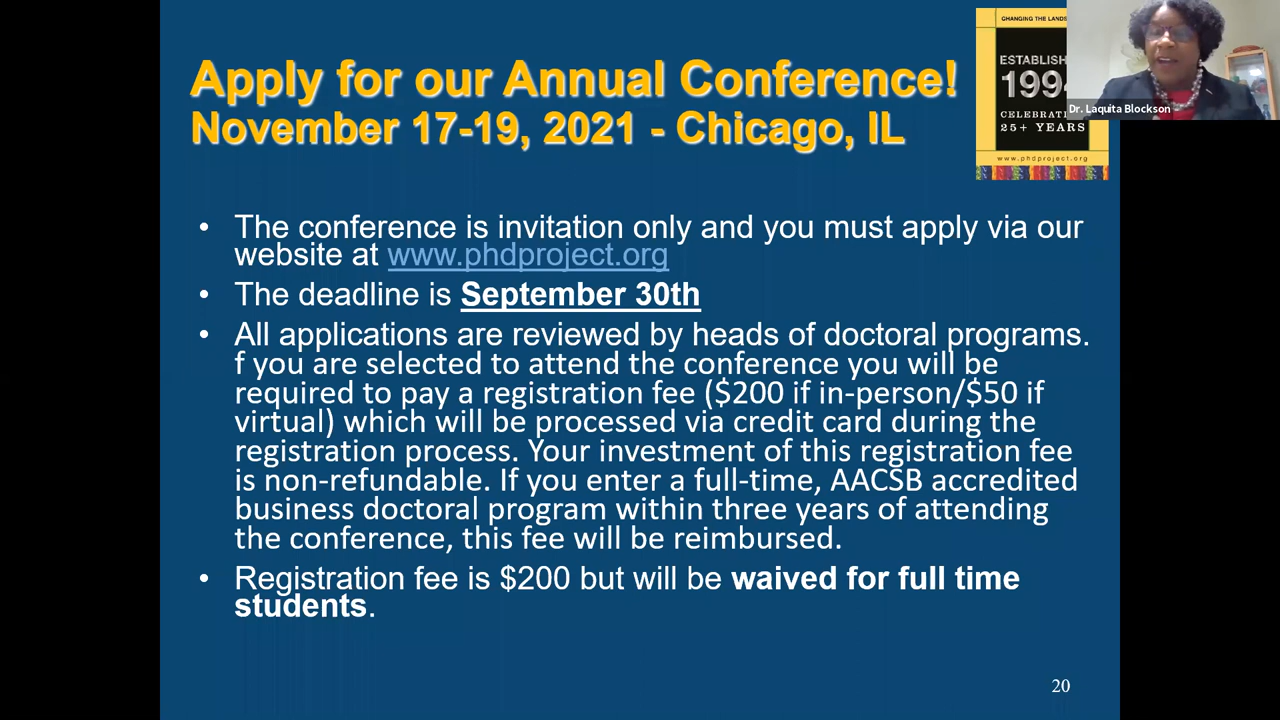 Apply for our Annual Conference!
November 17-19, 2021 - Chicago, IL
CHANGING THE
1994
25+ YEARS
www.phdproject.org
Dr. Laquita Blockson
• The conference is invitation only and you must apply via our
website at www.phdproject.org
• The deadline is September 30th
• All applications are reviewed by heads of doctoral programs.
f you are selected to attend the conference you will be
required to pay a registration fee ($200 if in-person/$50 if
virtual) which will be processed via credit card during the
registration process. Your investment of this registration fee
is non-refundable. If you enter a full-time, AACSB accredited
business doctoral program within three years of attending
the conference, this fee will be reimbursed.
• Registration fee is $200 but will be waived for full time
students.
20